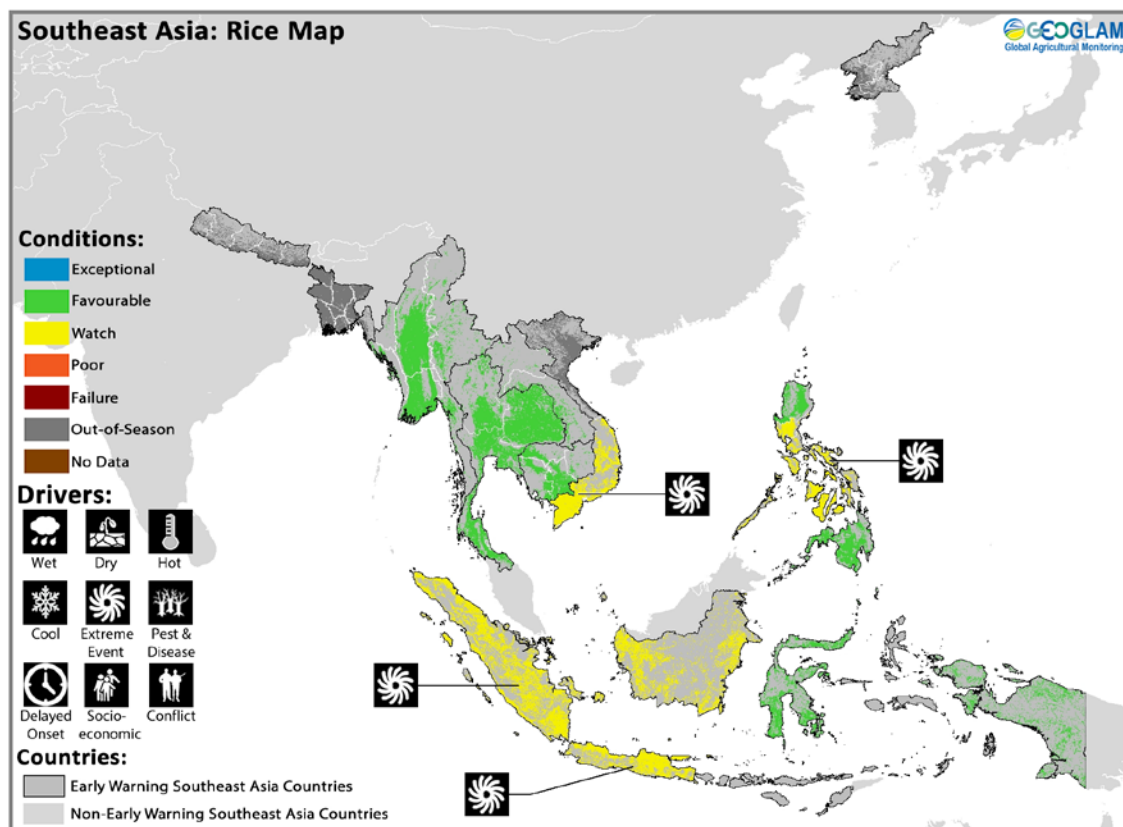 Southeast Asia: Rice Map
GEOGLAM
Global Agricultural Monitoring
Conditions:
Exceptional
Favourable
Watch
Poor
Failure
Out-of-Season
No Data
Drivers:
Wet
Dry
Hot
Cool
Extreme
Event
Pest &
Disease
Delayed
Onset
Socio-
economic
Conflict
Countries:
Early Warning Southeast Asia Countries
Non-Early Warning Southeast Asia Countries